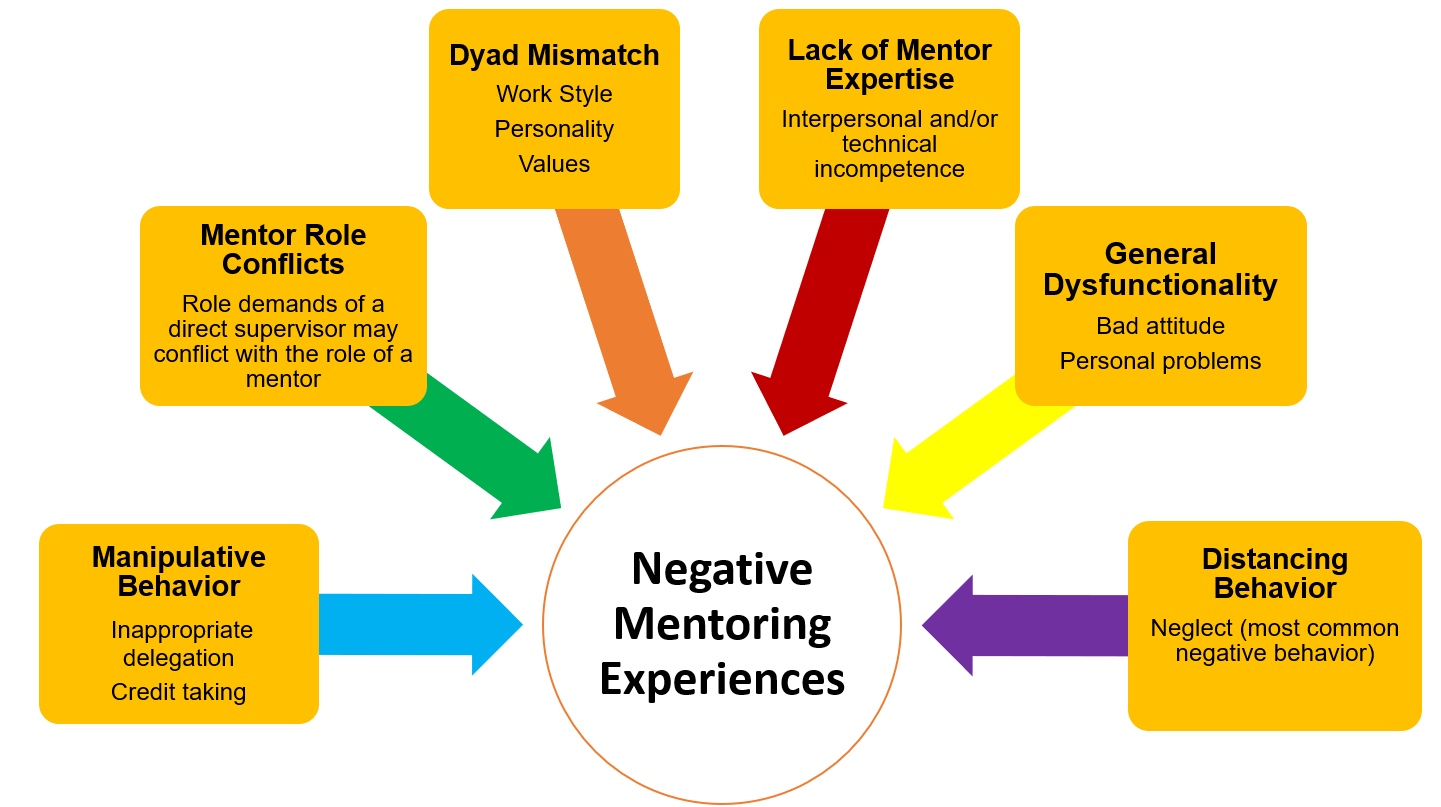 Dyad Mismatch
Work Style
Personality
Values
Lack of Mentor
Expertise
Interpersonal and/or
technical
incompetence
Mentor Role
Conflicts
Role demands of a
direct supervisor may
conflict with the role of a
mentor
General
Dysfunctionality
Bad attitude
Personal problems
Manipulative
Behavior
Inappropriate
delegation
Credit taking
Negative
Mentoring
Experiences
Distancing
Behavior
Neglect (most common
negative behavior)